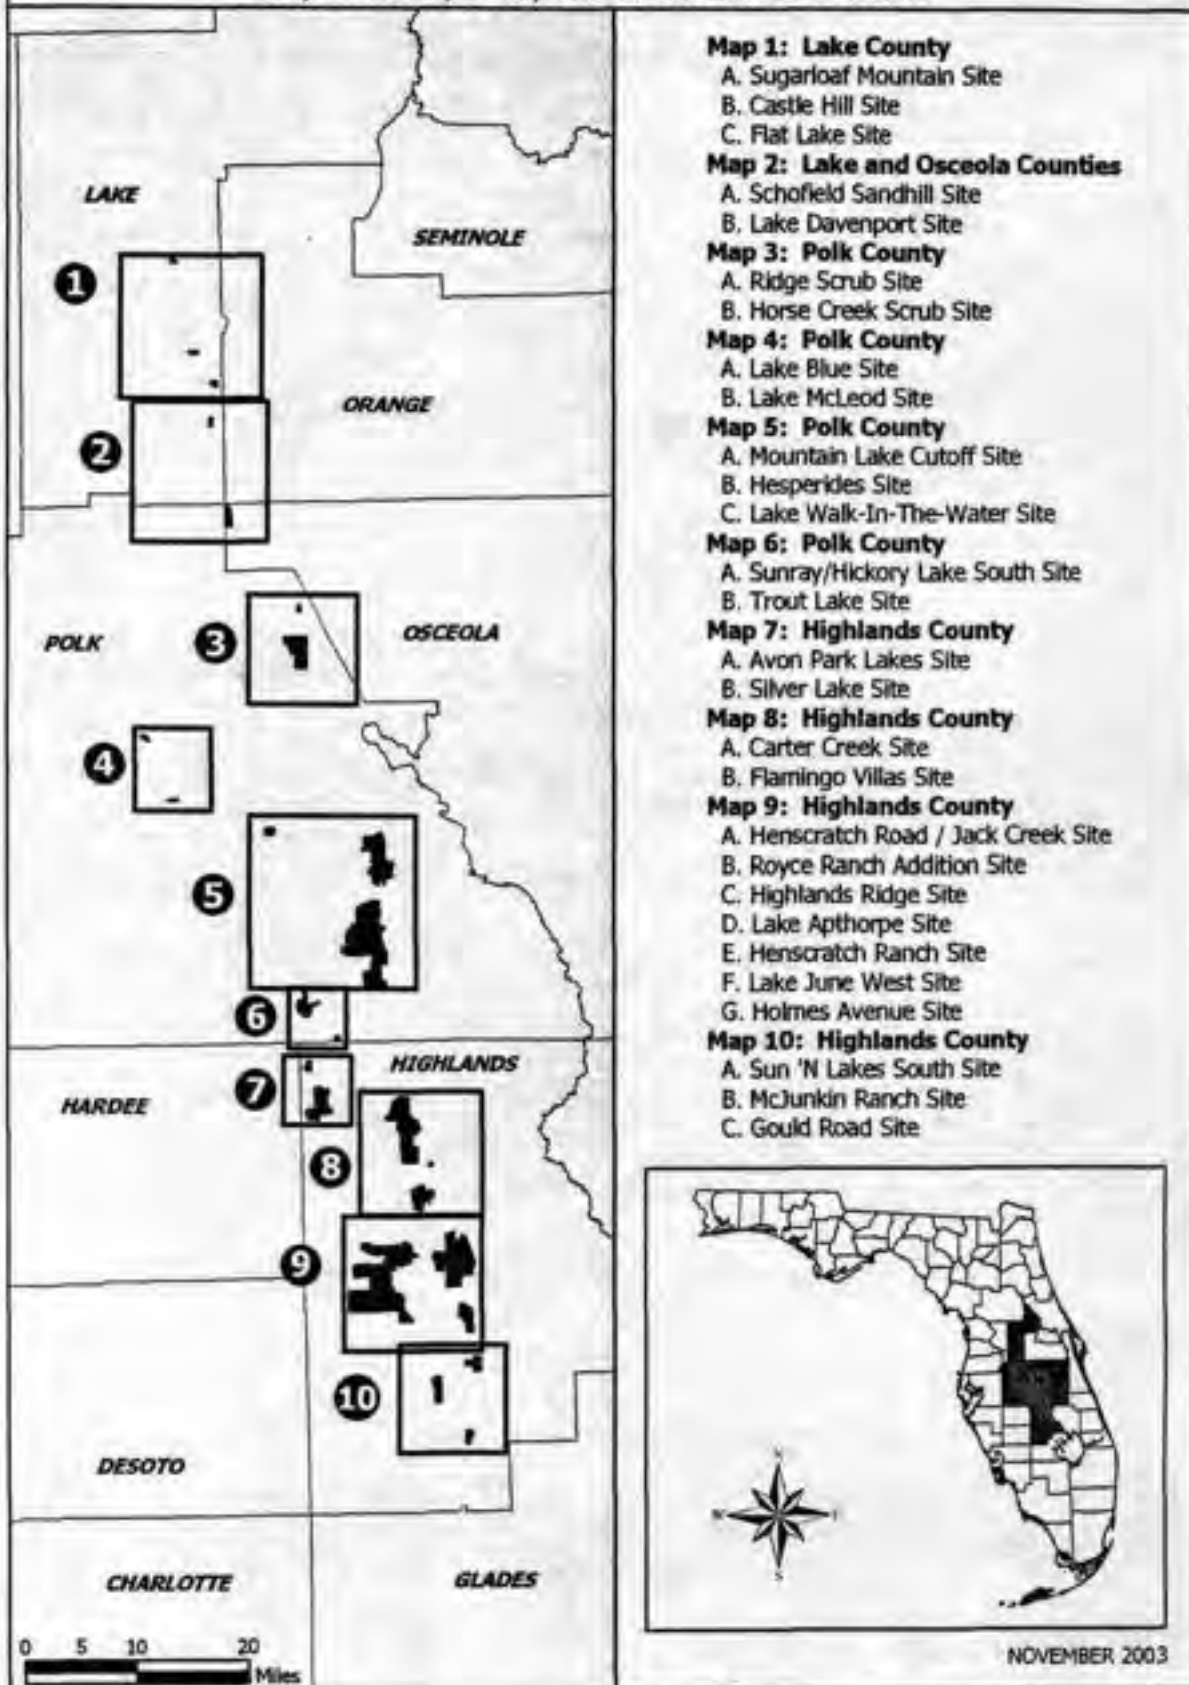 Map 1: Lake County
A. Sugarloaf Mountain Site
B. Castle Hill Site
C. Flat Lake Site
Map 2: Lake and Osceola Counties
A. Schofield Sandhill Site
B. Lake Davenport Site
Map 3: Polk County
A. Ridge Scrub Site
B. Horse Creek Scrub Site
Map 4: Polk County
A. Lake Blue Site
B. Lake McLeod Site
Map 5: Polk County
A. Mountain Lake Cutoff Site
B. Hesperides Site
C. Lake Walk-In-The-Water Site
Map 6: Polk County
A. Sunray/Hickory Lake South Site
B. Trout Lake Site
Map 7: Highlands County
A. Avon Park Lakes Site
B. Silver Lake Site
Map 8: Highlands County
A. Carter Creek Site
B. Flamingo Villas Site
Map 9: Highlands County
A. Henscratch Road / Jack Creek Site
B. Royce Ranch Addition Site
C. Highlands Ridge Site
D. Lake Apthorpe Site
E. Henscratch Ranch Site
F. Lake June West Site
G. Holmes Avenue Site
Map 10: Highlands County
A. Sun 'N Lakes South Site
B. McJunkin Ranch Site
C. Gould Road Site
LAKE
SEMINOLE
1
ORANGE
2
POLK
3
OSCEOLA
4
5
6
HIGHLANDS
7
HARDEE
8
9
10
DESOTO
CHARLOTTE
GLADES
0 5 10 20
Miles
S
NOVEMBER 2003